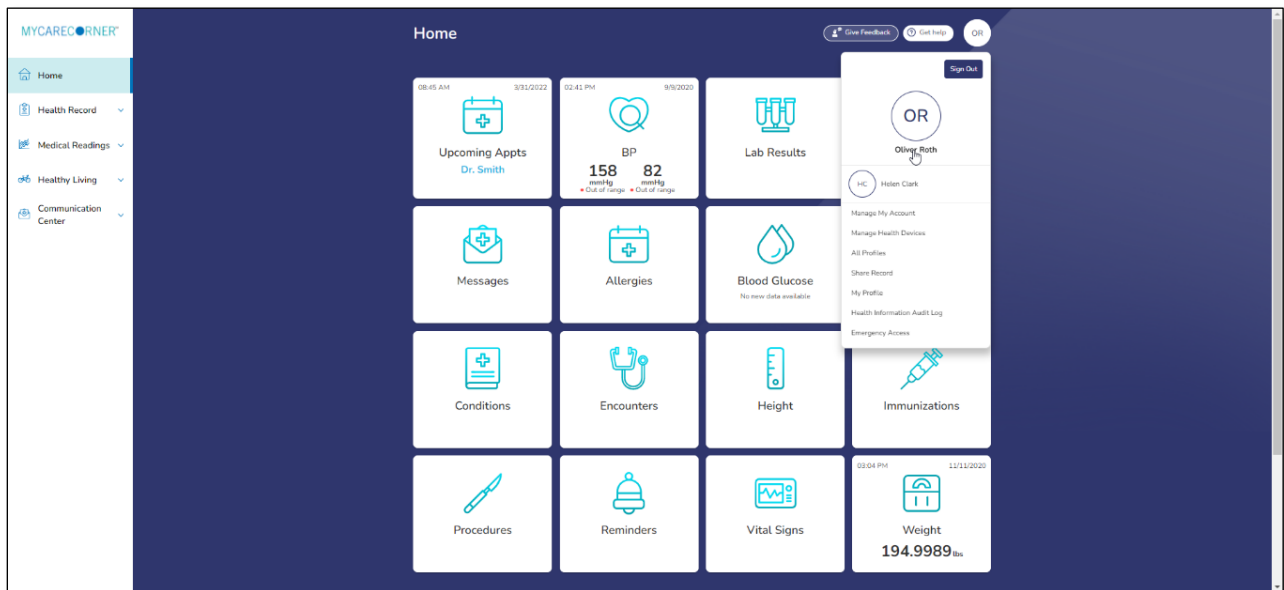 MYCARECORNER
Home
Health Record
Medical Readings
Healthy Living
Communication
Center
Home
Give Feedback
Get help
OR
Sign Out
OR
Oliver Roth
HC
Helen Clark
Manage My Account
Manage Health Devices
All Profiles
Share Record
My Profile
Health Information Audit Log
Emergency Access
08:45 AM 3/31/2022
Upcoming Appts
Dr. Smith
02:41 PM 9/9/2020
BP
158 82
mmHg mmHg
Out of range Out of range
Lab Results
Messages
Allergies
Blood Glucose
No new data available
Conditions
Encounters
Height
Immunizations
Procedures
Reminders
Vital Signs
03:04 PM 11/11/2020
Weight
194.9989 lbs